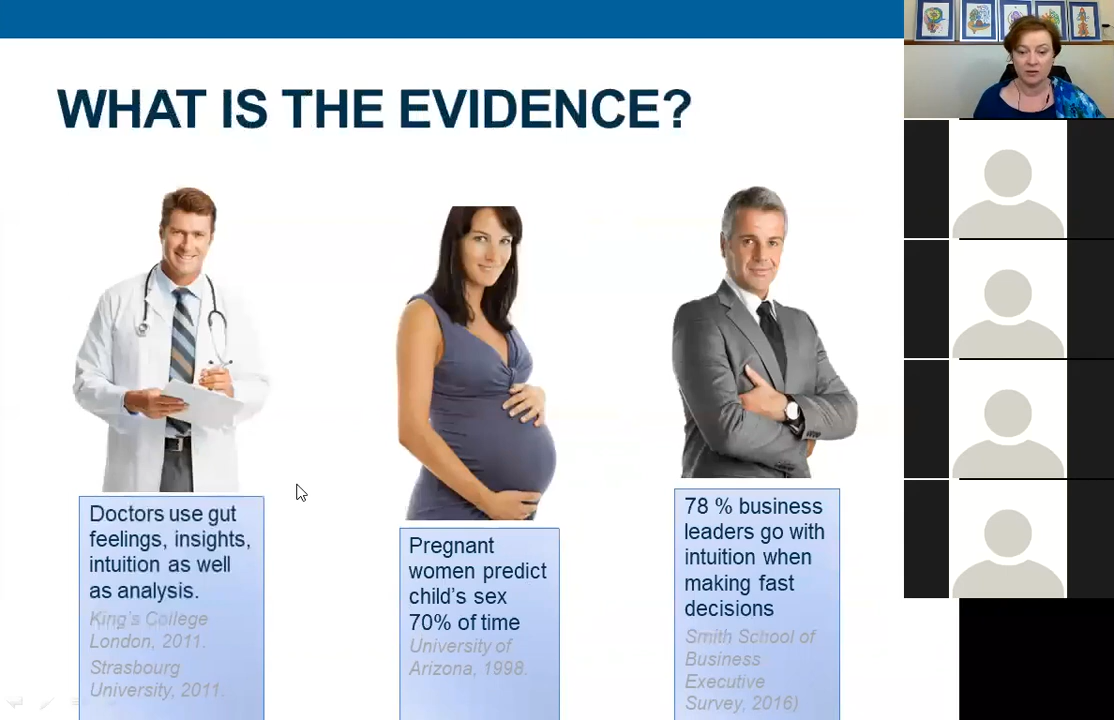 WHAT IS THE EVIDENCE?
Doctors use gut
feelings, insights,
intuition as well
as analysis.
King's College
London, 2011.
Strasbourg
University, 2011.
Pregnant
women predict
child's sex
70% of time
University of
Arizona, 1998.
78 % business
leaders go with
intuition when
making fast
decisions
Smith School of
Business
Executive
Survey, 2016)